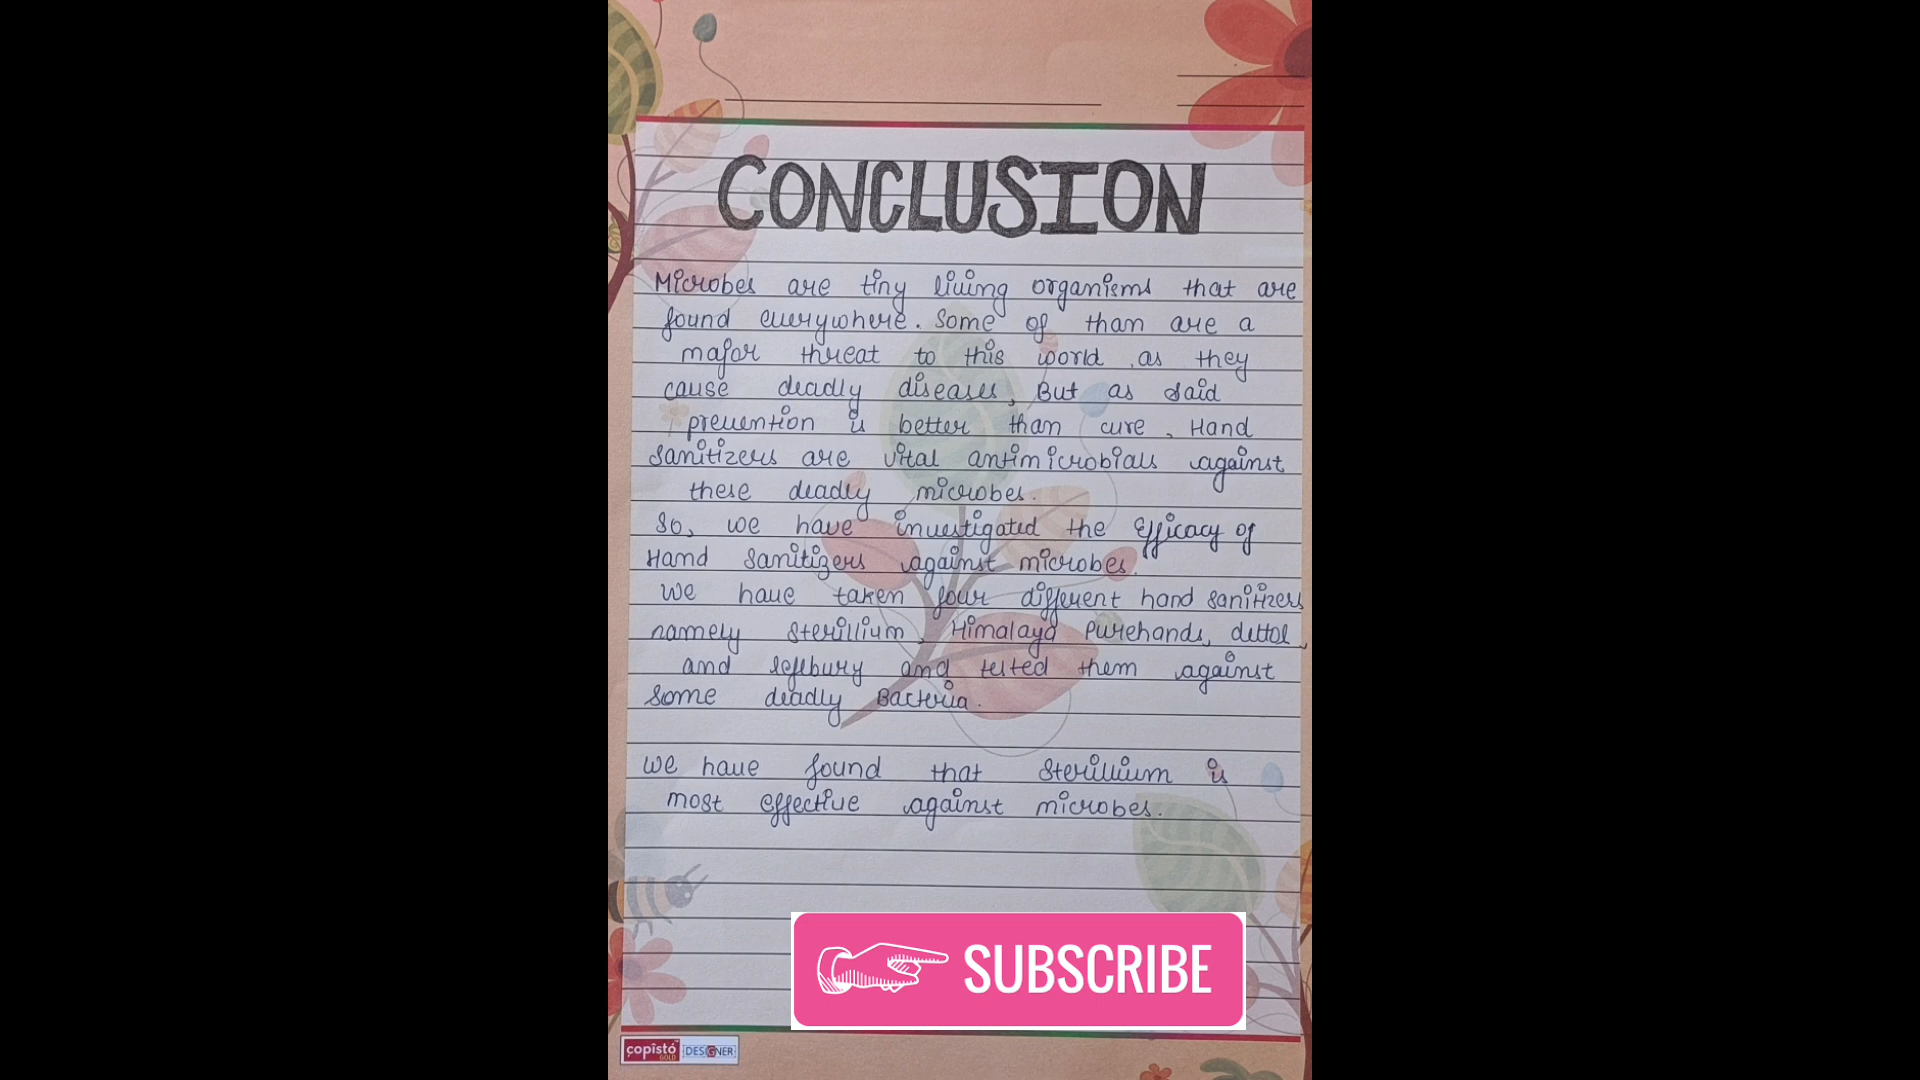 CONCLUSION
Microbes are tiny living organisms that are
found everywhere. Some of than are a
major threat to this world as they
cause deadly diseases, But as said
prevention is better than cure, Hand
sanitizers are vital antimicrobials against
these deadly microbes.
So, we have investigated the Efficacy of
Hand Sanitizers against microbes.
We have taken four different hand sanitizers
namely Sterillium, Himalaya Purehands, dettol,
and and tested them against
some deadly Bacteria.
We have found that Sterillium is
most effective against microbes.
SUBSCRIBE
copisto GOLD DESIGNER